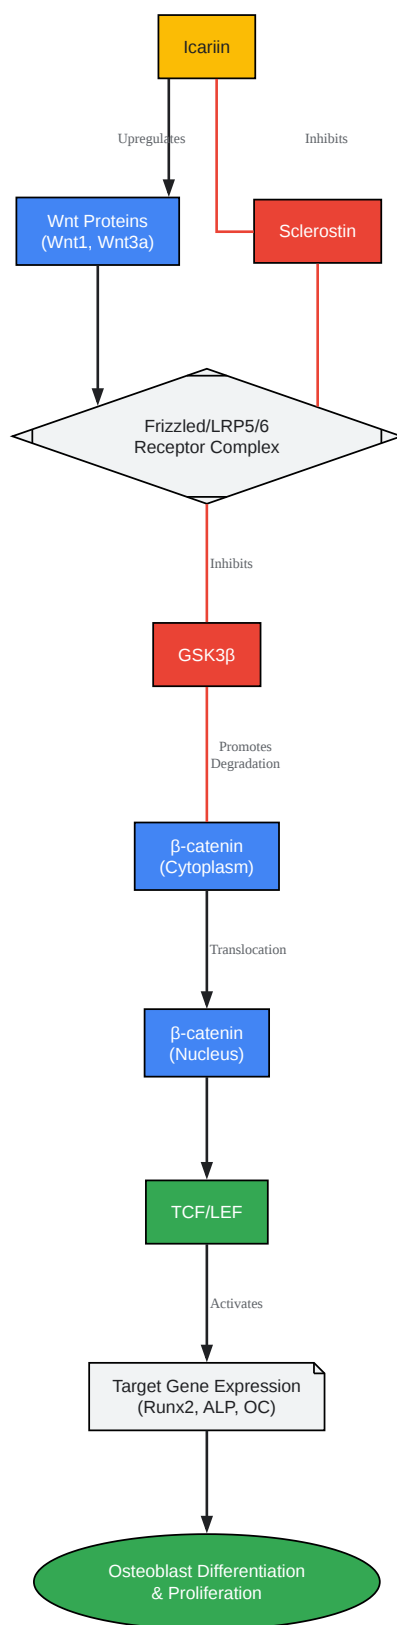 Icariin
Upregulates
Inhibits
Wnt Proteins
(Wnt1, Wnt3a)
Sclerostin
Frizzled/LRP5/6
Receptor Complex
Inhibits
GSK3β
Promotes
Degradation
β-catenin
(Cytoplasm)
Translocation
β-catenin
(Nucleus)
TCF/LEF
Activates
Target Gene Expression
(Runx2, ALP, OC)
Osteoblast Differentiation
& Proliferation